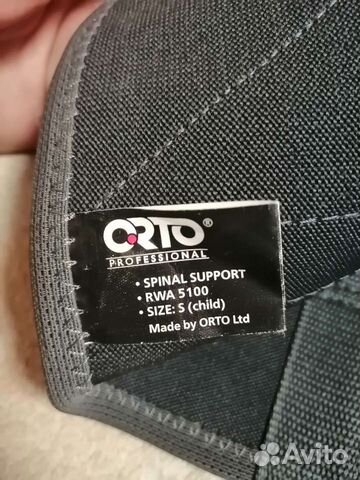 ORTO®
PROFESSIONAL
• SPINAL SUPPORT
• RWA 5100
• SIZE: S (child)
Made by ORTO Ltd
Avito